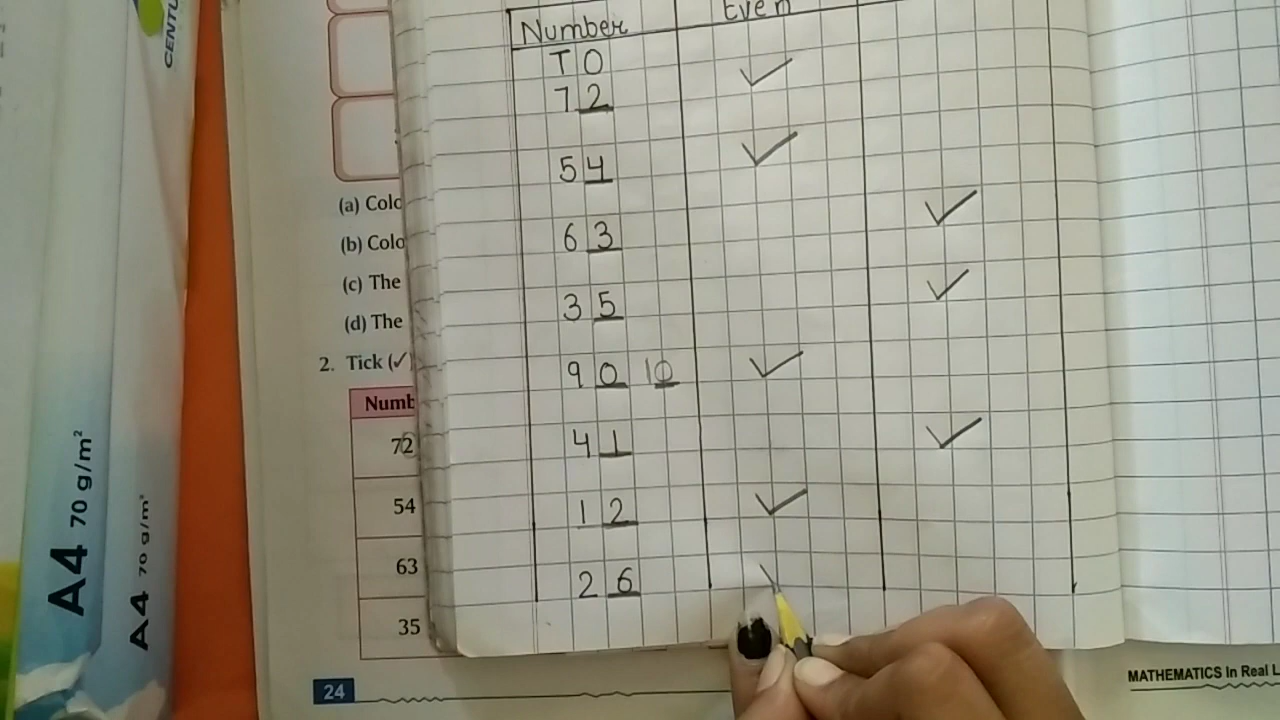 Number Even
T O
7 2 ✓
5 4 ✓
6 3 ✓
3 5 ✓
9 0 10 ✓
4 1 ✓
1 2 ✓
2 6
(a) Colo
(b) Colo
(c) The
(d) The
2. Tick (✓)
Numb
72
54
63
35
24
MATHEMATICS In Real L
A4 70 g/m²
A4 70 g/m²
CENTU